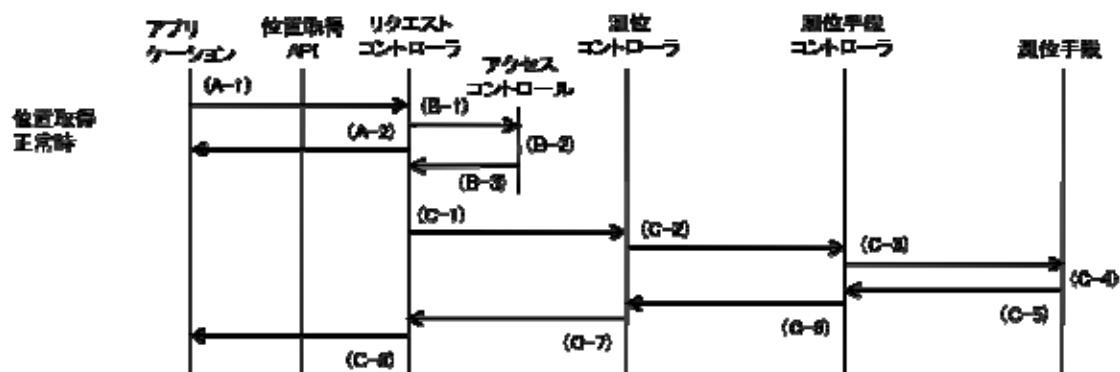 アプリ
ケーション
位置取得
API
リクエスト
コントローラ
アクセス
コントロール
測位
コントローラ
測位手段
コントローラ
測位手段
位置取得
正常時
(A-1)
(B-1)
(A-2)
(B-2)
(B-3)
(C-1)
(C-2)
(C-3)
(C-4)
(C-5)
(C-6)
(C-7)
(C-8)